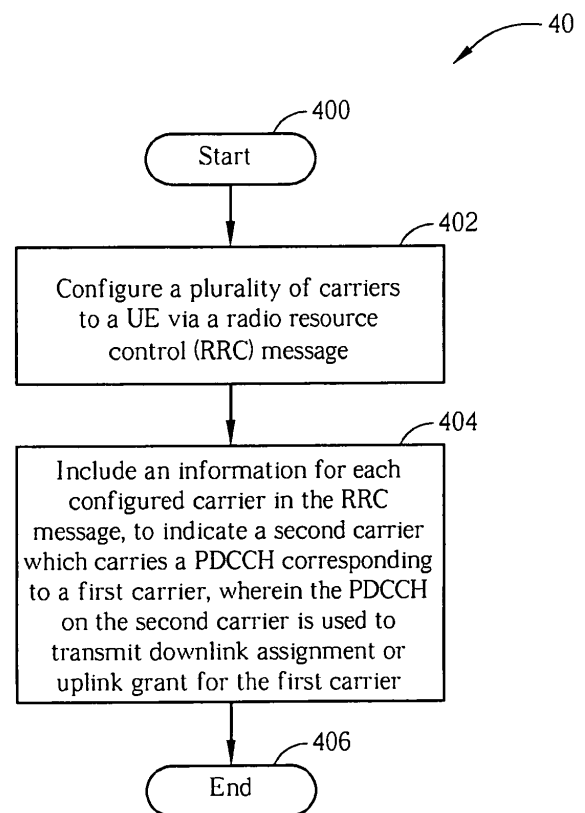 40
400
Start
402
Configure a plurality of carriers
to a UE via a radio resource
control (RRC) message
404
Include an information for each
configured carrier in the RRC
message, to indicate a second carrier
which carries a PDCCH corresponding
to a first carrier, wherein the PDCCH
on the second carrier is used to
transmit downlink assignment or
uplink grant for the first carrier
406
End